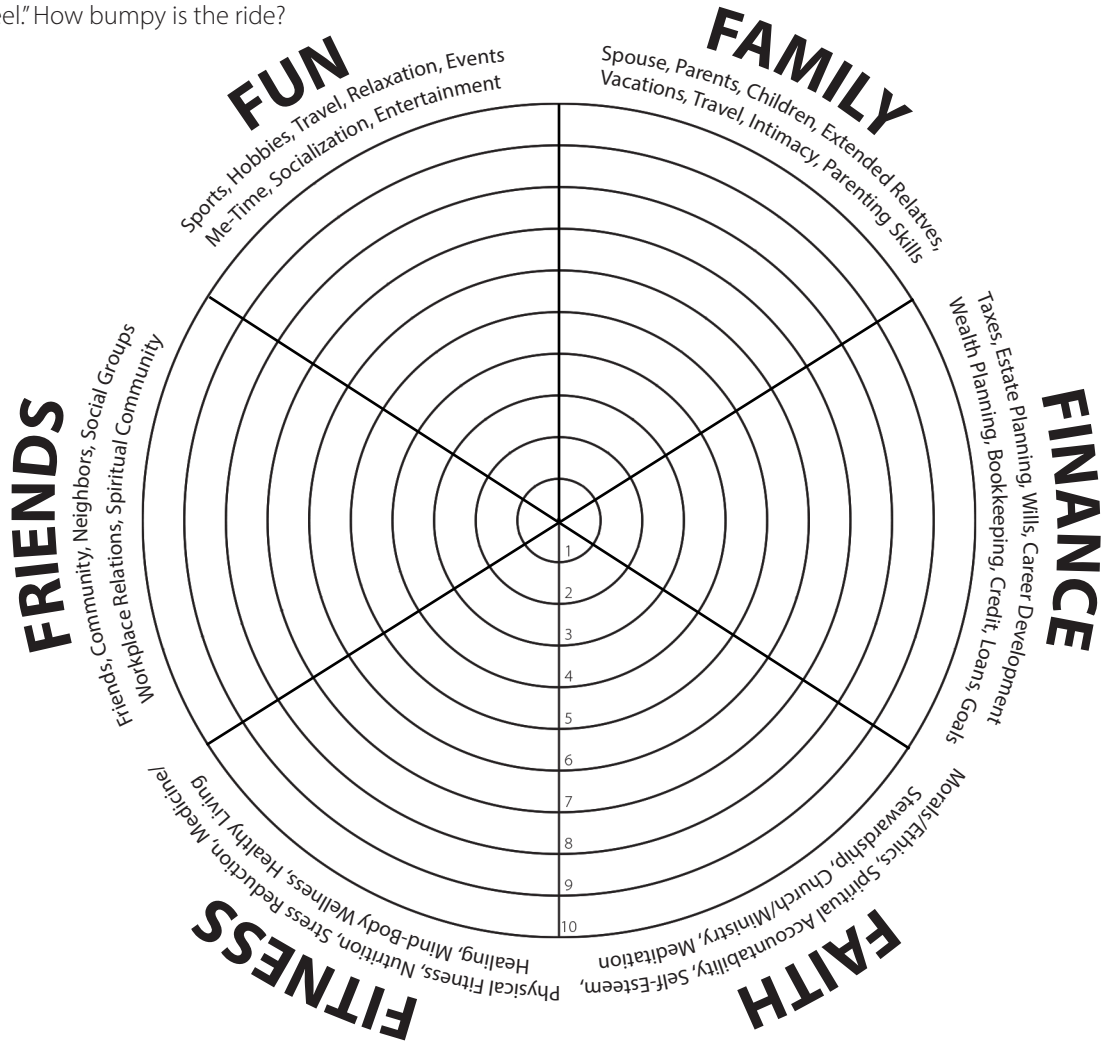 el." How bumpy is the ride?
FUN
Sports, Hobbies, Travel, Relaxation, Events
Me-Time, Socialization, Entertainment
FAMILY
Spouse, Parents, Children, Extended Relatves,
Vacations, Travel, Intimacy, Parenting Skills
FINANCE
Taxes, Estate Planning, Wills, Career Development
Wealth Planning, Bookkeeping, Credit, Loans, Goals
FAITH
Morals/Ethics, Spiritual Accountability, Self-Esteem,
Stewardship, Church/Ministry, Meditation
FITNESS
Physical Fitness, Nutrition, Stress Reduction, Medicine/
Healing, Mind-Body Wellness, Healthy Living
FRIENDS
Friends, Community, Neighbors, Social Groups
Workplace Relations, Spiritual Community
1
2
3
4
5
6
7
8
9
10